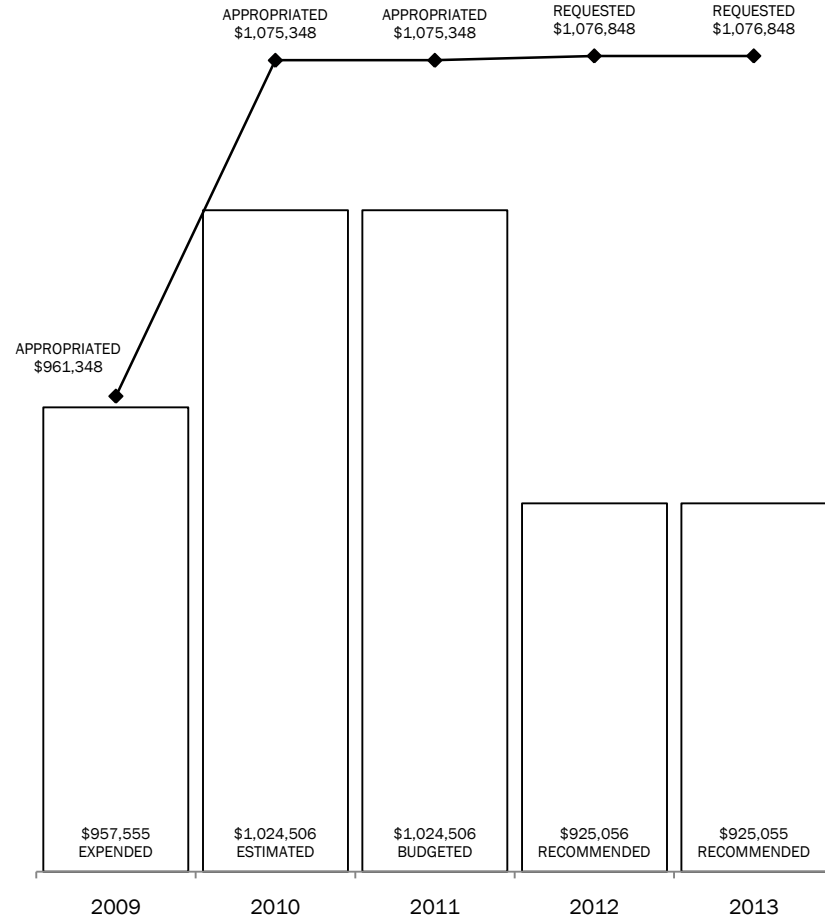 APPROPRIATED
$1,075,348
APPROPRIATED
$1,075,348
REQUESTED
$1,076,848
REQUESTED
$1,076,848
APPROPRIATED
$961,348
$957,555
EXPENDED
$1,024,506
ESTIMATED
$1,024,506
BUDGETED
$925,056
RECOMMENDED
$925,055
RECOMMENDED
2009 2010 2011 2012 2013